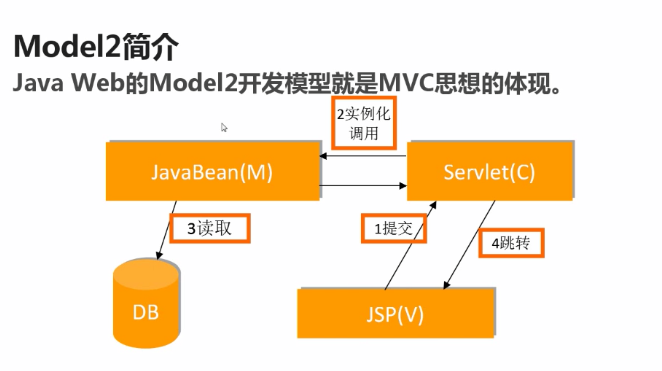 Model2简介
Java Web的Model2开发模型就是MVC思想的体现。
2实例化
调用
JavaBean(M)
Servlet(C)
3读取
1提交
4跳转
DB
JSP(V)